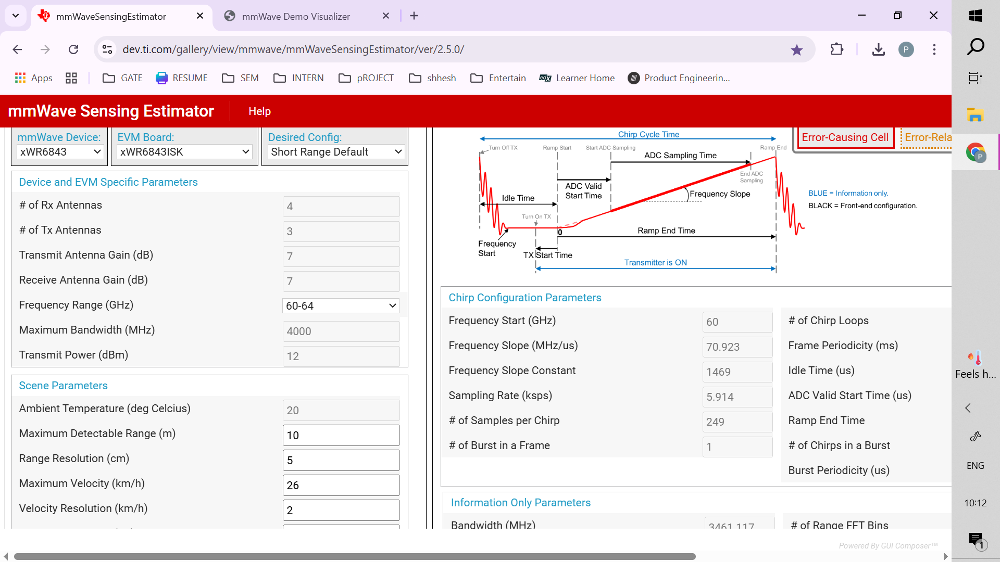 mmWaveSensingEstimator
mmWave Demo Visualizer
dev.ti.com/gallery/view/mmwave/mmWaveSensingEstimator/ver/2.5.0/
P
Apps
GATE
RESUME
SEM
INTERN
pROJECT
shhesh
Entertain
edX
Learner Home
Product Engineerin...
mmWave Sensing Estimator
Help
mmWave Device:
xWR6843
EVM Board:
xWR6843ISK
Desired Config:
Short Range Default
Device and EVM Specific Parameters
# of Rx Antennas 4
# of Tx Antennas 3
Transmit Antenna Gain (dB) 7
Receive Antenna Gain (dB) 7
Frequency Range (GHz) 60-64
Maximum Bandwidth (MHz) 4000
Transmit Power (dBm) 12
Scene Parameters
Ambient Temperature (deg Celcius) 20
Maximum Detectable Range (m) 10
Range Resolution (cm) 5
Maximum Velocity (km/h) 26
Velocity Resolution (km/h) 2
Chirp Cycle Time
Turn Off TX
Ramp Start
Start ADC Sampling
Ramp End
ADC Sampling Time
End ADC
Sampling
ADC Valid
Start Time
Frequency Slope
Idle Time
Turn On TX
0
Ramp End Time
Frequency
Start
TX Start Time
Transmitter is ON
Error-Causing Cell
Error-Rela
BLUE = Information only.
BLACK = Front-end configuration.
Chirp Configuration Parameters
Frequency Start (GHz) 60
Frequency Slope (MHz/us) 70.923
Frequency Slope Constant 1469
Sampling Rate (ksps) 5.914
# of Samples per Chirp 249
# of Burst in a Frame 1
# of Chirp Loops
Frame Periodicity (ms)
Idle Time (us)
ADC Valid Start Time (us)
Ramp End Time
# of Chirps in a Burst
Burst Periodicity (us)
Information Only Parameters
Bandwidth (MHz) 3461.117
# of Range FFT Bins
Powered By GUI Composer™
P
Feels h...
ENG
10:12
1